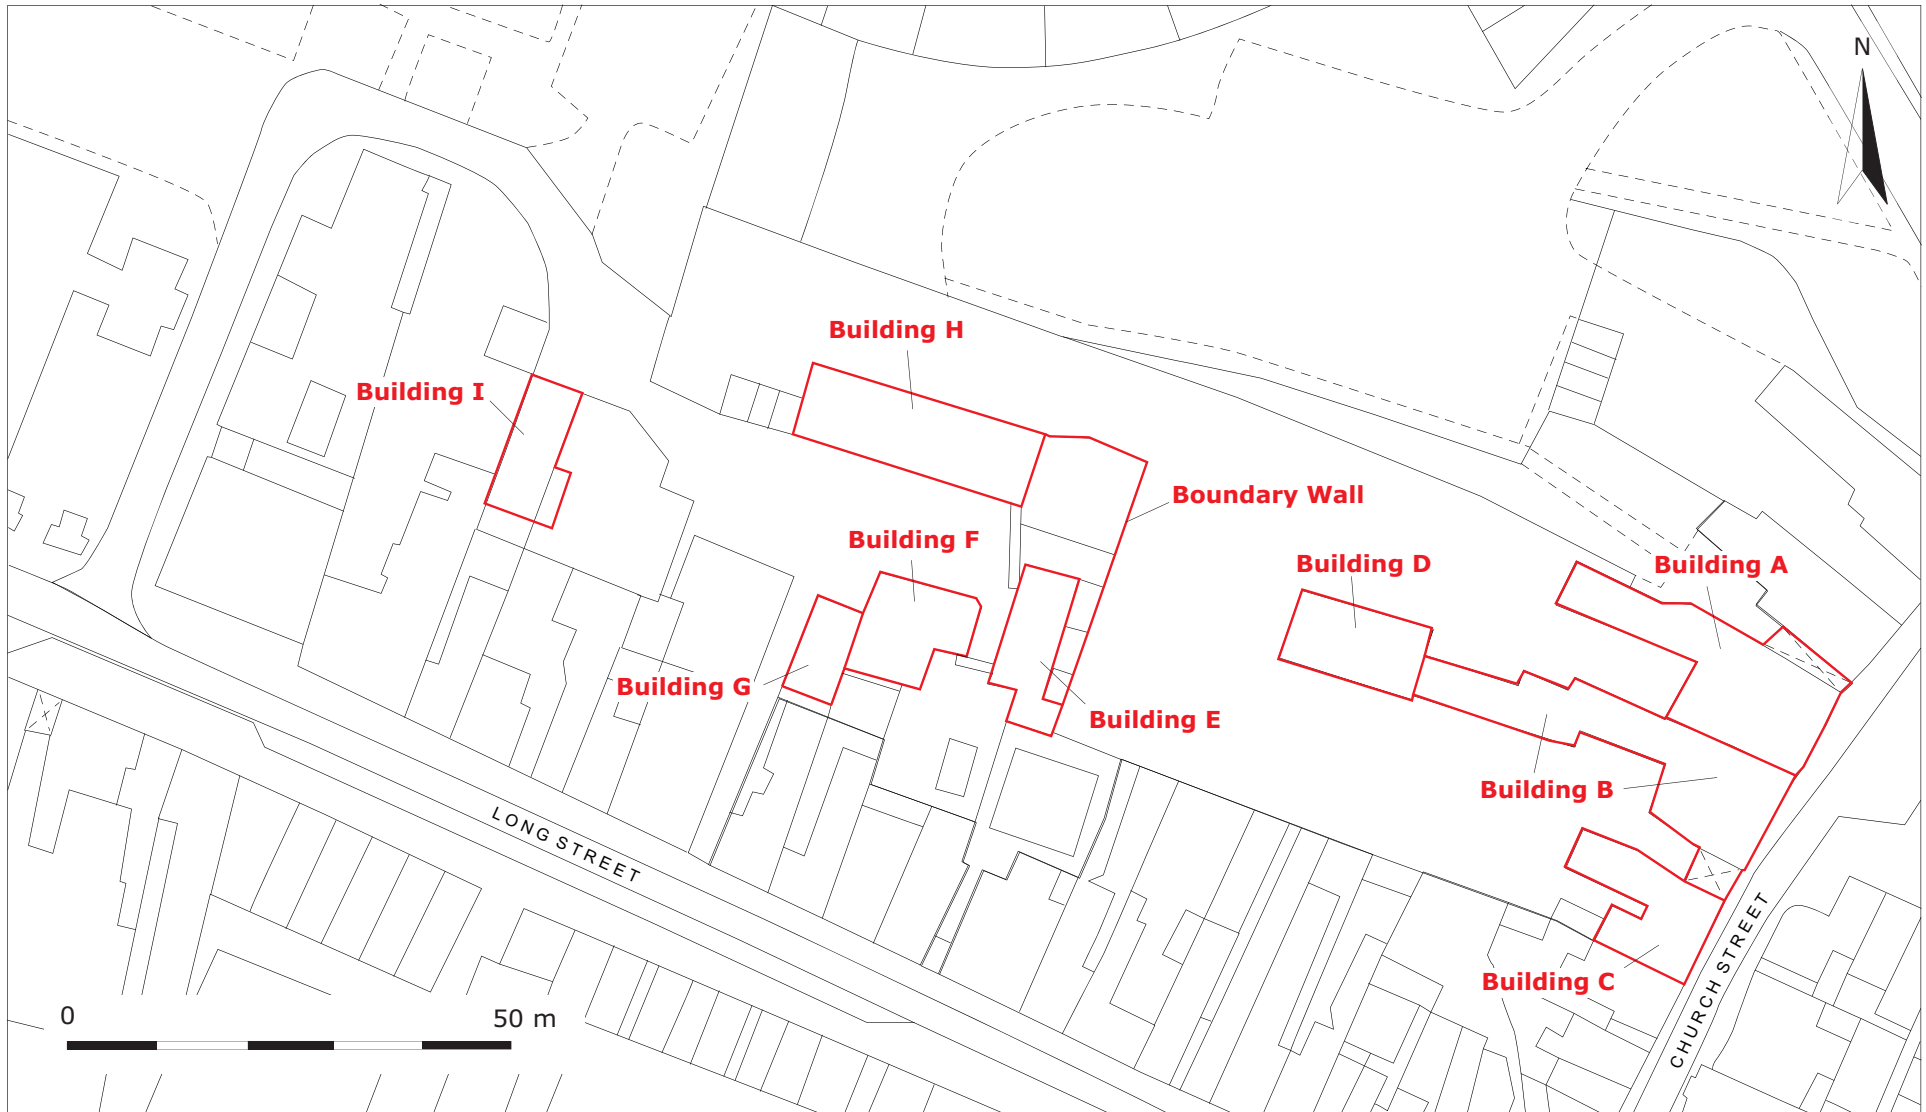 N
Building H
Building I
Boundary Wall
Building F
Building D
Building A
Building G
Building E
Building B
LONG STREET
CHURCH STREET
Building C
0
50 m